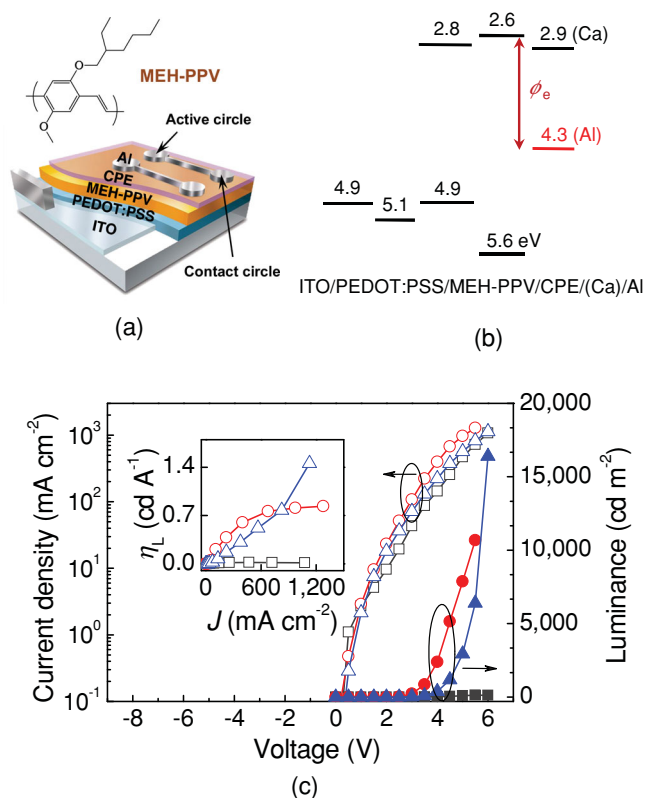 MEH-PPV
O
O
Active circle
Al
CPE
MEH-PPV
PEDOT:PSS
ITO
Contact circle
(a)
2.8
2.6
2.9 (Ca)
ϕe
4.3 (Al)
4.9
5.1
4.9
5.6 eV
ITO/PEDOT:PSS/MEH-PPV/CPE/(Ca)/Al
(b)
Current density (mA cm⁻²)
10³
10²
10¹
10⁰
10⁻¹
ηL (cd A⁻¹)
1.4
0.7
0.0
0 600 1,200
J (mA cm⁻²)
20,000
15,000
10,000
5,000
0
Luminance (cd m⁻²)
-8 -6 -4 -2 0 2 4 6
Voltage (V)
(c)